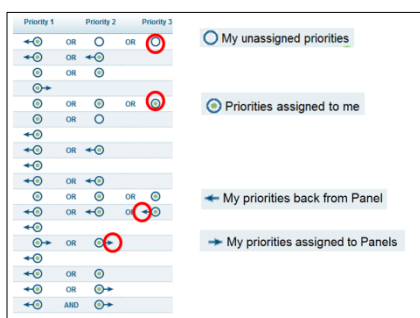 Priority 1 Priority 2 Priority 3
OR OR
OR
OR
OR OR
OR
OR
OR
OR OR
OR OR
OR
OR
OR
AND
My unassigned priorities
Priorities assigned to me
My priorities back from Panel
My priorities assigned to Panels